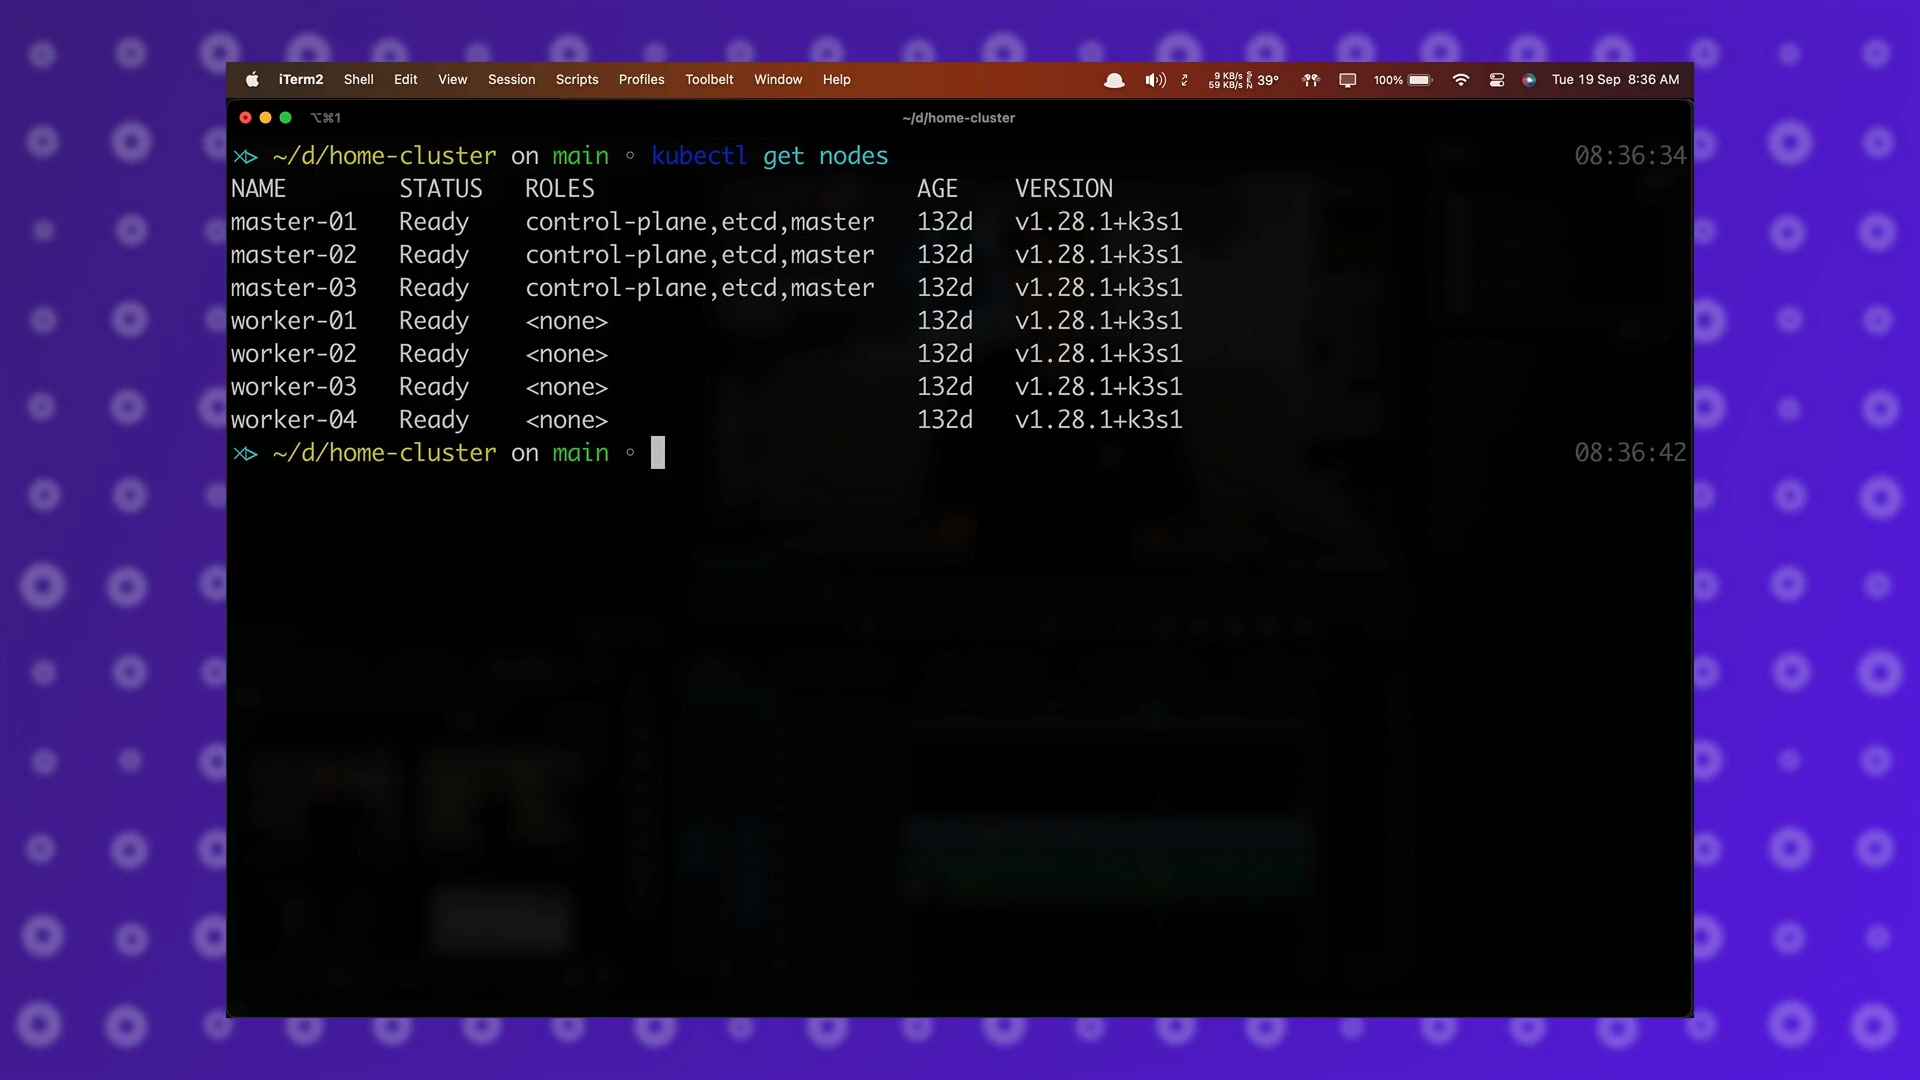 iTerm2 Shell Edit View Session Scripts Profiles Toolbelt Window Help 9 KB/s 59 KB/s SEN 39° 100% Tue 19 Sep 8:36 AM
⌥⌘1 ~/d/home-cluster
~/d/home-cluster on main ◦ kubectl get nodes 08:36:34
NAME STATUS ROLES AGE VERSION
master-01 Ready control-plane,etcd,master 132d v1.28.1+k3s1
master-02 Ready control-plane,etcd,master 132d v1.28.1+k3s1
master-03 Ready control-plane,etcd,master 132d v1.28.1+k3s1
worker-01 Ready <none> 132d v1.28.1+k3s1
worker-02 Ready <none> 132d v1.28.1+k3s1
worker-03 Ready <none> 132d v1.28.1+k3s1
worker-04 Ready <none> 132d v1.28.1+k3s1
~/d/home-cluster on main ◦ 08:36:42